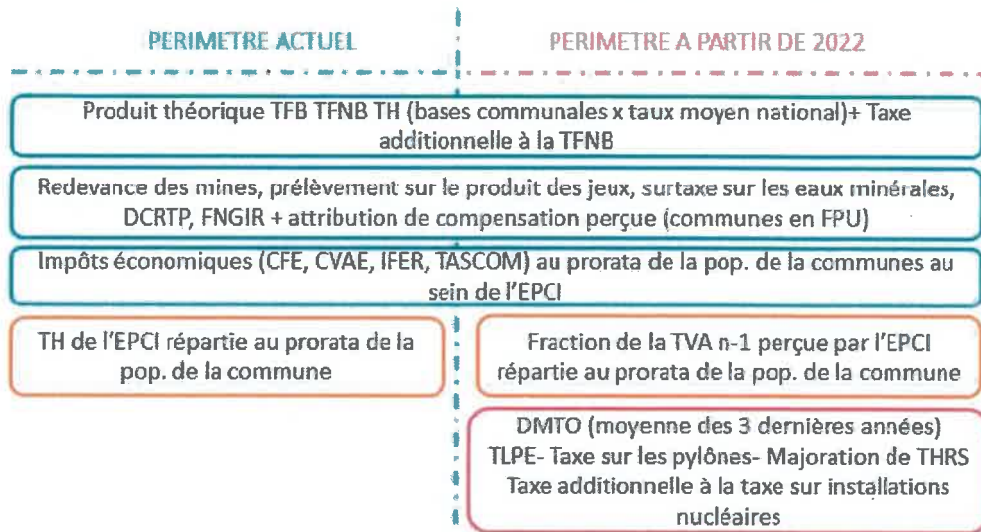 PERIMETRE ACTUEL
PERIMETRE A PARTIR DE 2022
Produit théorique TFB TFNB TH (bases communales x taux moyen national)+ Taxe
additionnelle à la TFNB
Redevance des mines, prélèvement sur le produit des jeux, surtaxe sur les eaux minérales,
DCRTP, FNGIR + attribution de compensation perçue (communes en FPU)
Impôts économiques (CFE, CVAE, IFER, TASCOM) au prorata de la pop. de la communes au
sein de l'EPCI
TH de l'EPCI répartie au prorata de la
pop. de la commune
Fraction de la TVA n-1 perçue par l'EPCI
répartie au prorata de la pop. de la commune
DMTO (moyenne des 3 dernières années)
TLPE- Taxe sur les pylônes- Majoration de THRS
Taxe additionnelle à la taxe sur installations
nucléaires